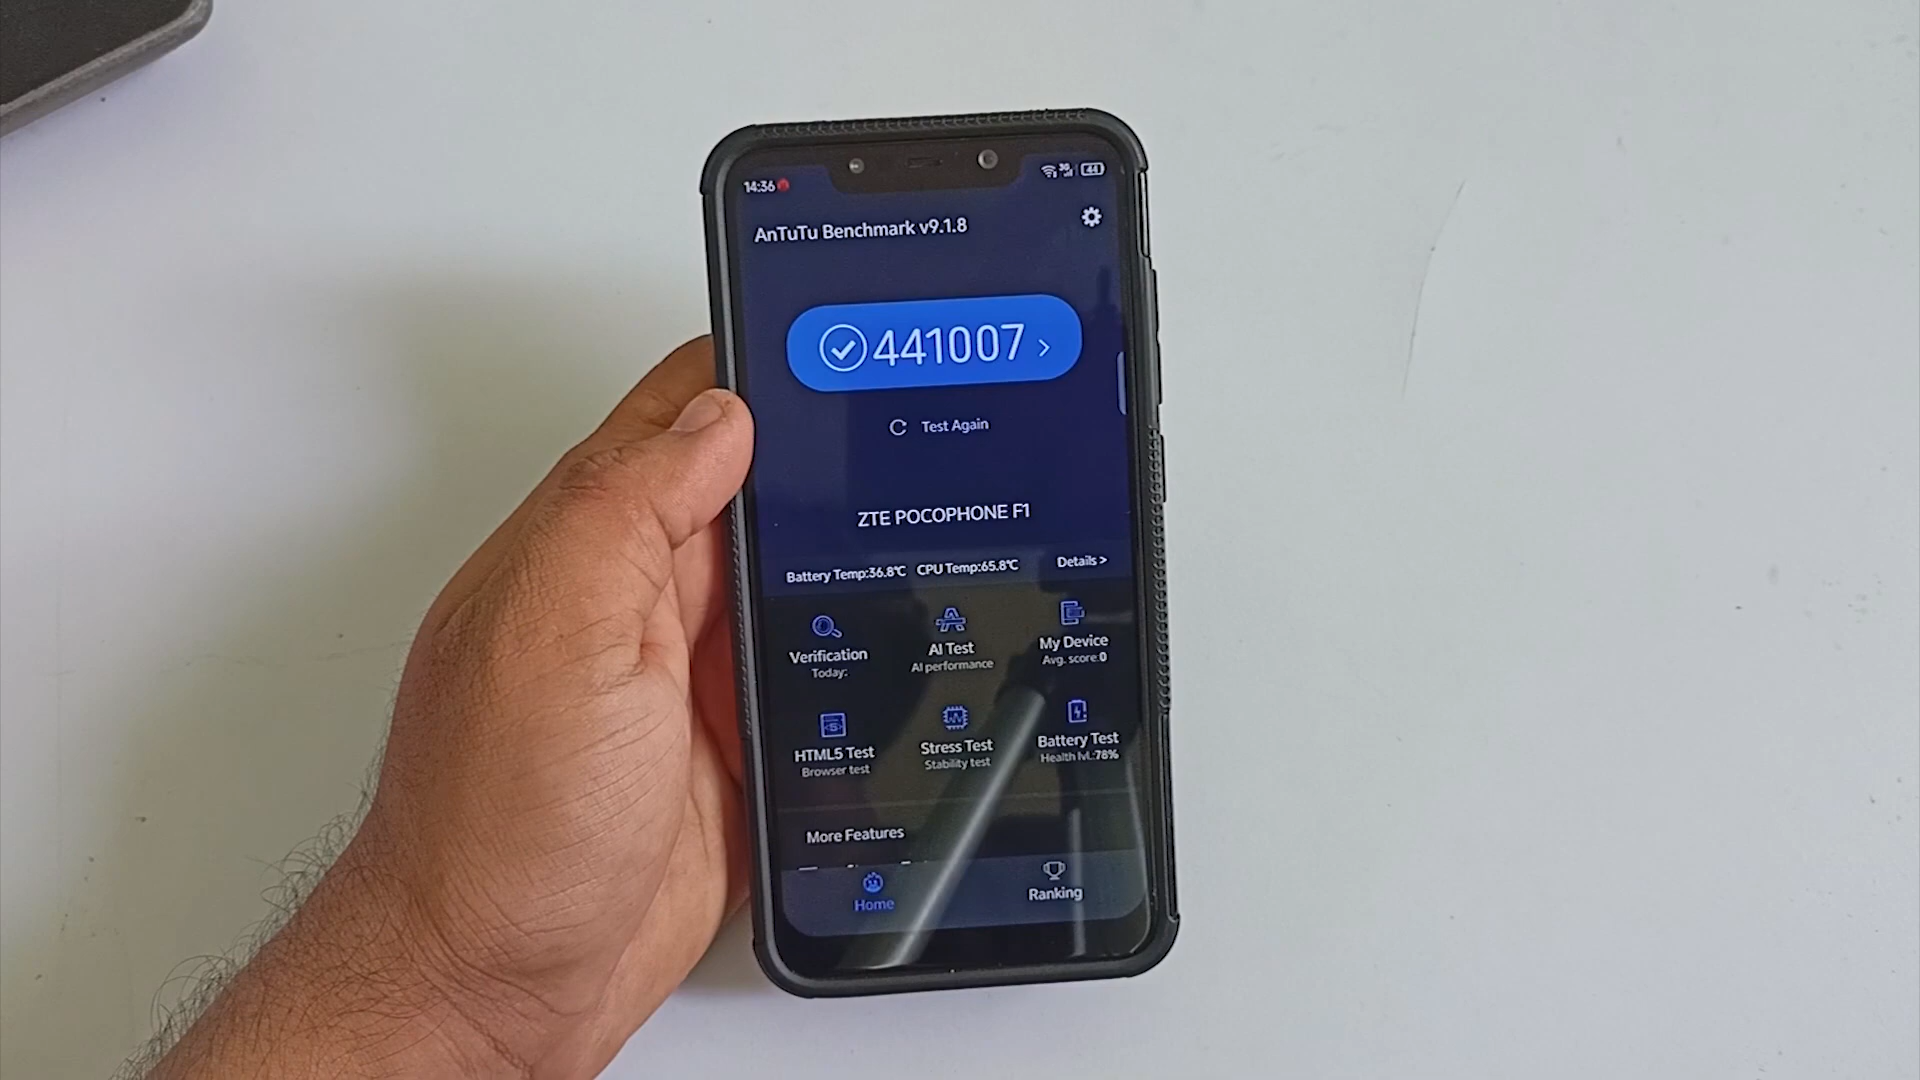 14:36
3G
44
AnTuTu Benchmark v9.1.8
441007 >
Test Again
ZTE POCOPHONE F1
Battery Temp:36.8℃ CPU Temp:65.8℃ Details >
Verification
Today:
AI Test
AI performance
My Device
Avg. score:0
HTML5 Test
Browser test
Stress Test
Stability test
Battery Test
Health lvl.:78%
More Features
Home
Ranking